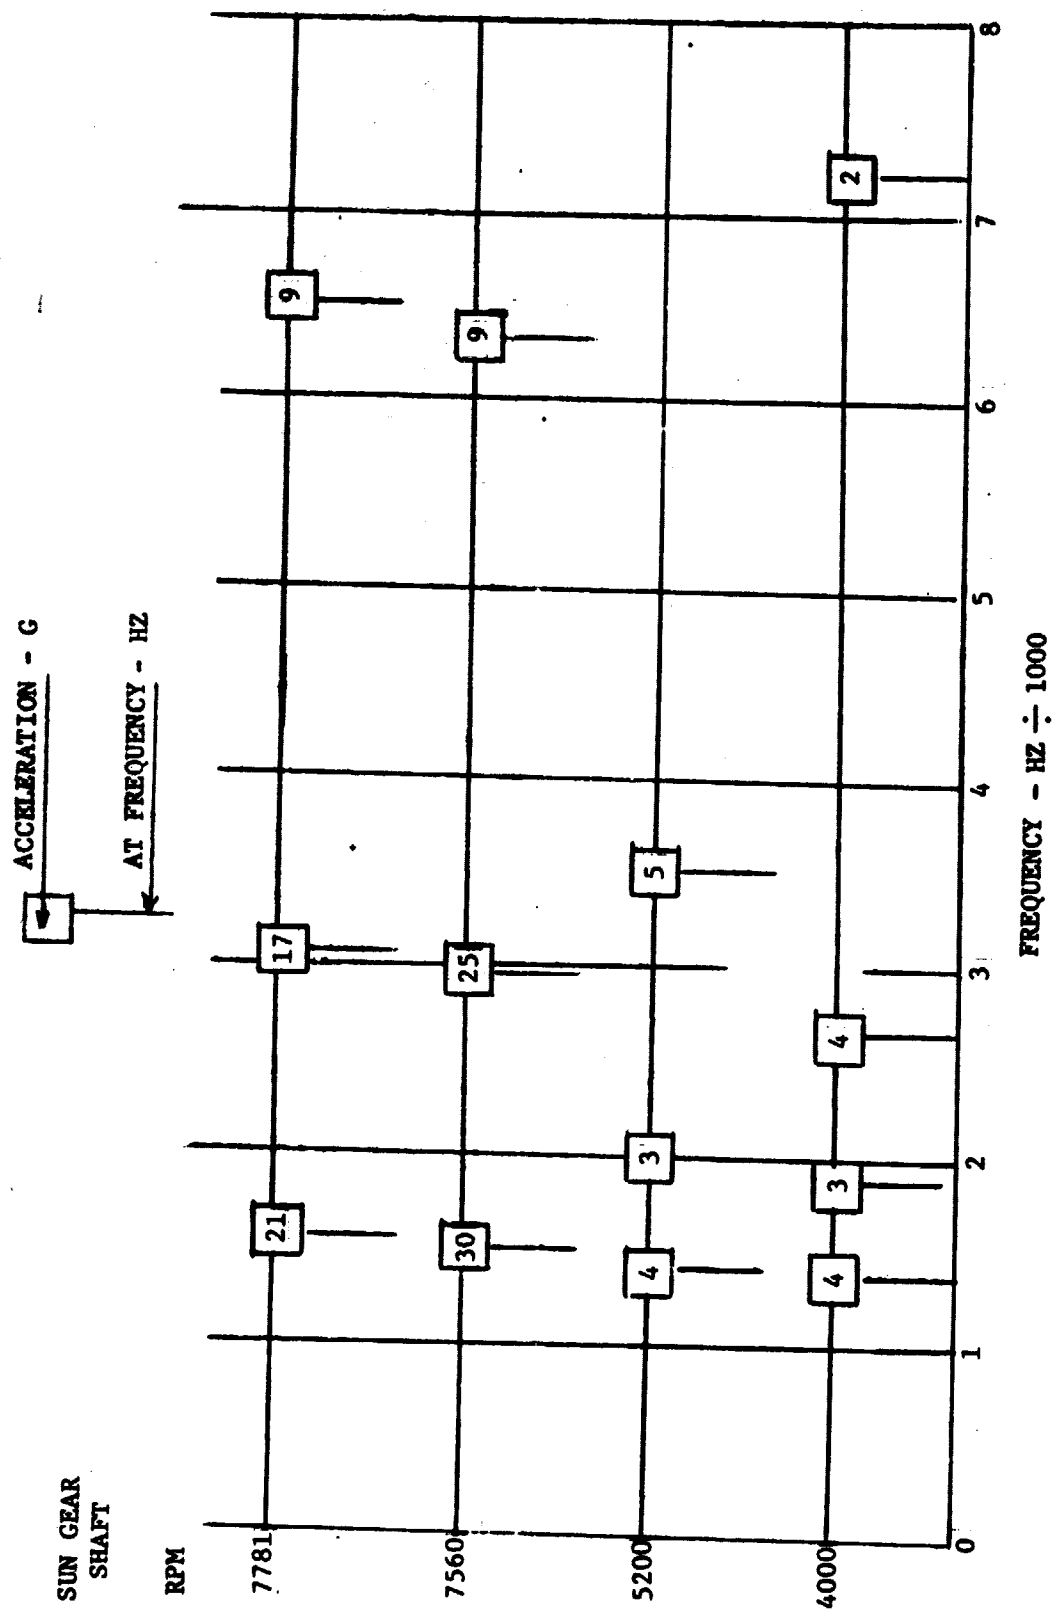 ACCELERATION - G
AT FREQUENCY - HZ
SUN GEAR
SHAFT
RPM
7781 21 17 9
7560 30 25 9
5200 4 3 5
4000 4 3 4 2
0 1 2 3 4 5 6 7 8
FREQUENCY - HZ ÷ 1000